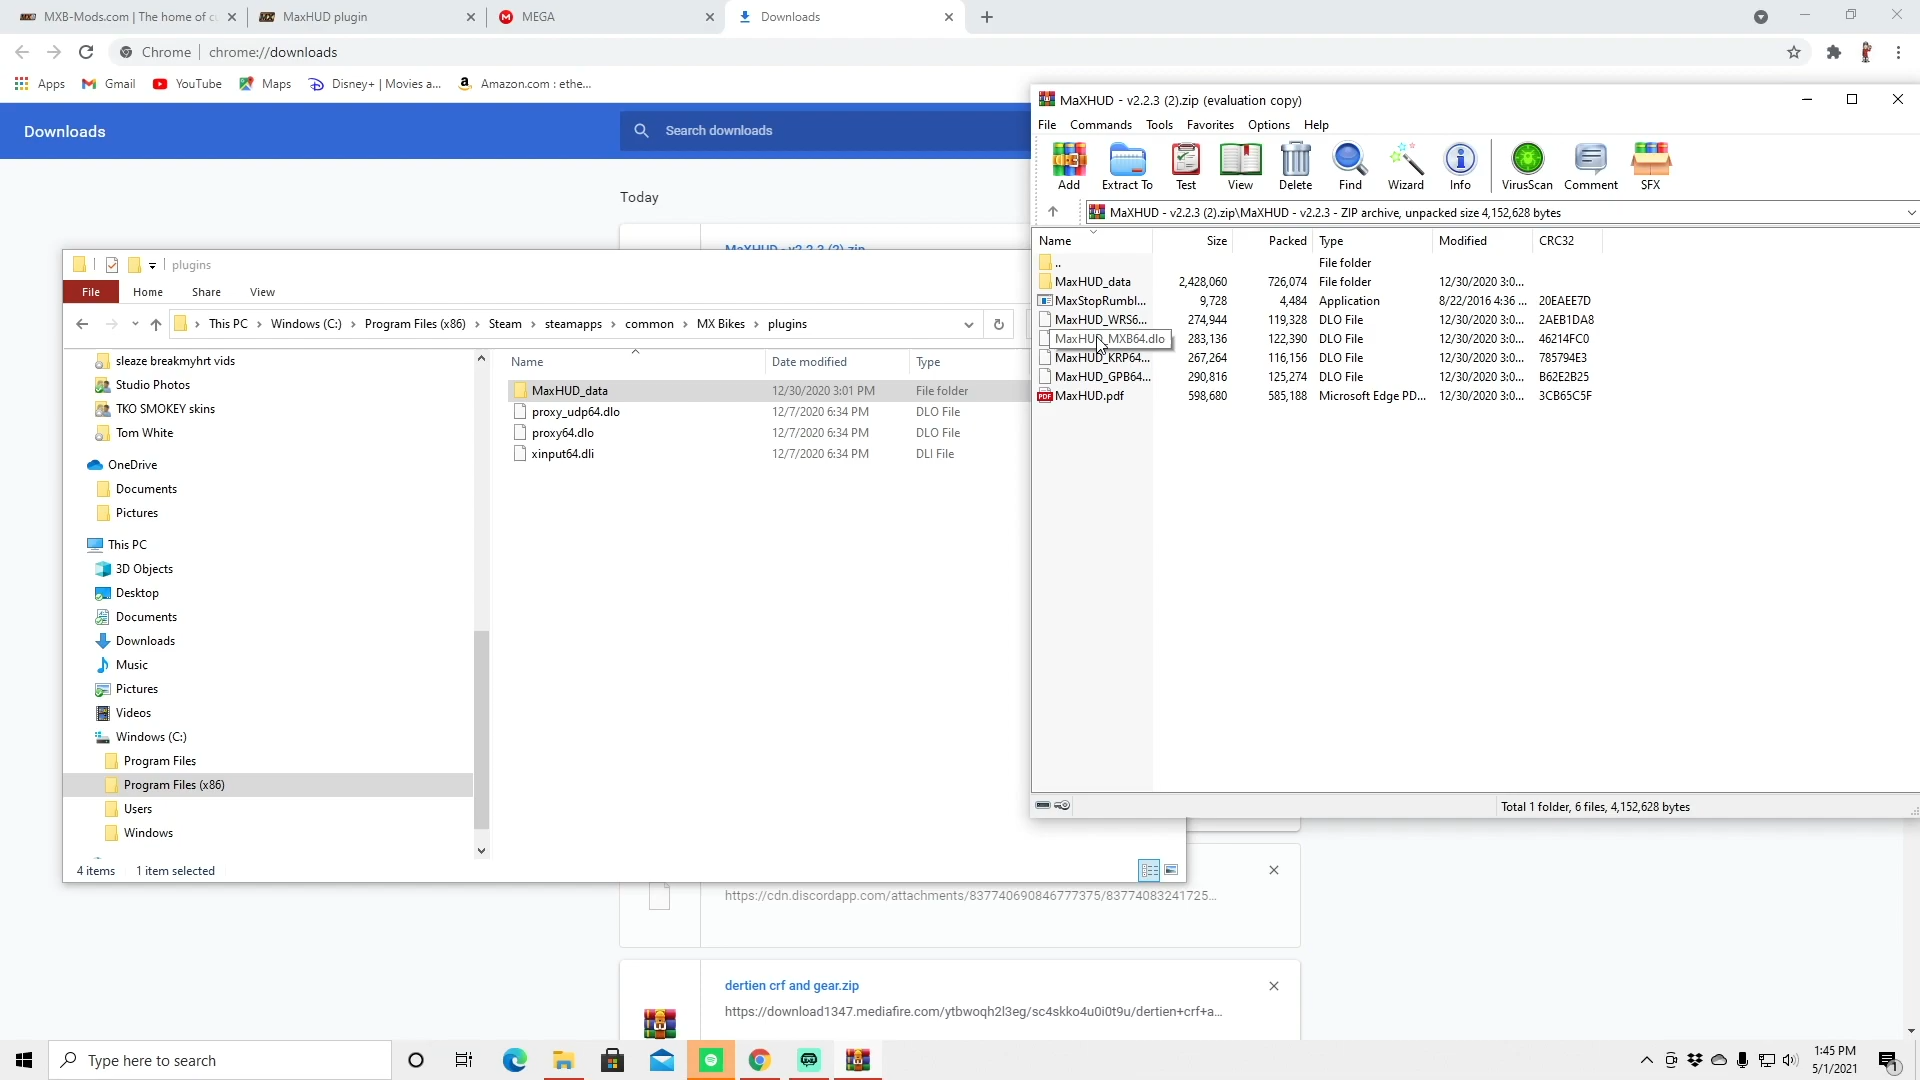 MXB-Mods.com | The home of c
MaxHUD plugin
MEGA
Downloads
Chrome
chrome://downloads
Apps
Gmail
YouTube
Maps
Disney+ | Movies a...
Amazon.com : ethe...
Downloads
Search downloads
Today
MaXHUD - v2.2.3 (2).zip
plugins
File
Home
Share
View
This PC > Windows (C:) > Program Files (x86) > Steam > steamapps > common > MX Bikes > plugins
sleaze breakmyhrt vids
Studio Photos
TKO SMOKEY skins
Tom White
OneDrive
Documents
Pictures
This PC
3D Objects
Desktop
Documents
Downloads
Music
Pictures
Videos
Windows (C:)
Program Files
Program Files (x86)
Users
Windows
Name Date modified Type
MaxHUD_data 12/30/2020 3:01 PM File folder
proxy_udp64.dlo 12/7/2020 6:34 PM DLO File
proxy64.dlo 12/7/2020 6:34 PM DLO File
xinput64.dli 12/7/2020 6:34 PM DLI File
4 items
1 item selected
MaXHUD - v2.2.3 (2).zip (evaluation copy)
File Commands Tools Favorites Options Help
Add Extract To Test View Delete Find Wizard Info VirusScan Comment SFX
MaXHUD - v2.2.3 (2).zip\MaXHUD - v2.2.3 - ZIP archive, unpacked size 4,152,628 bytes
Name Size Packed Type Modified CRC32
.. File folder
MaxHUD_data 2,428,060 726,074 File folder 12/30/2020 3:0...
MaxStopRumbl... 9,728 4,484 Application 8/22/2016 4:36 ... 20EAEE7D
MaxHUD_WRS6... 274,944 119,328 DLO File 12/30/2020 3:0... 2AEB1DA8
MaxHUD_MXB64.dlo 283,136 122,390 DLO File 12/30/2020 3:0... 46214FC0
MaxHUD_KRP64... 267,264 116,156 DLO File 12/30/2020 3:0... 785794E3
MaxHUD_GPB64... 290,816 125,274 DLO File 12/30/2020 3:0... B62E2B25
MaxHUD.pdf 598,680 585,188 Microsoft Edge PD... 12/30/2020 3:0... 3CB65C5F
Total 1 folder, 6 files, 4,152,628 bytes
https://cdn.discordapp.com/attachments/837740690846777375/83774083241725...
dertien crf and gear.zip
https://download1347.mediafire.com/ytbwoqh2l3eg/sc4skko4u0i0t9u/dertien+crf+a...
Type here to search
1:45 PM
5/1/2021
1